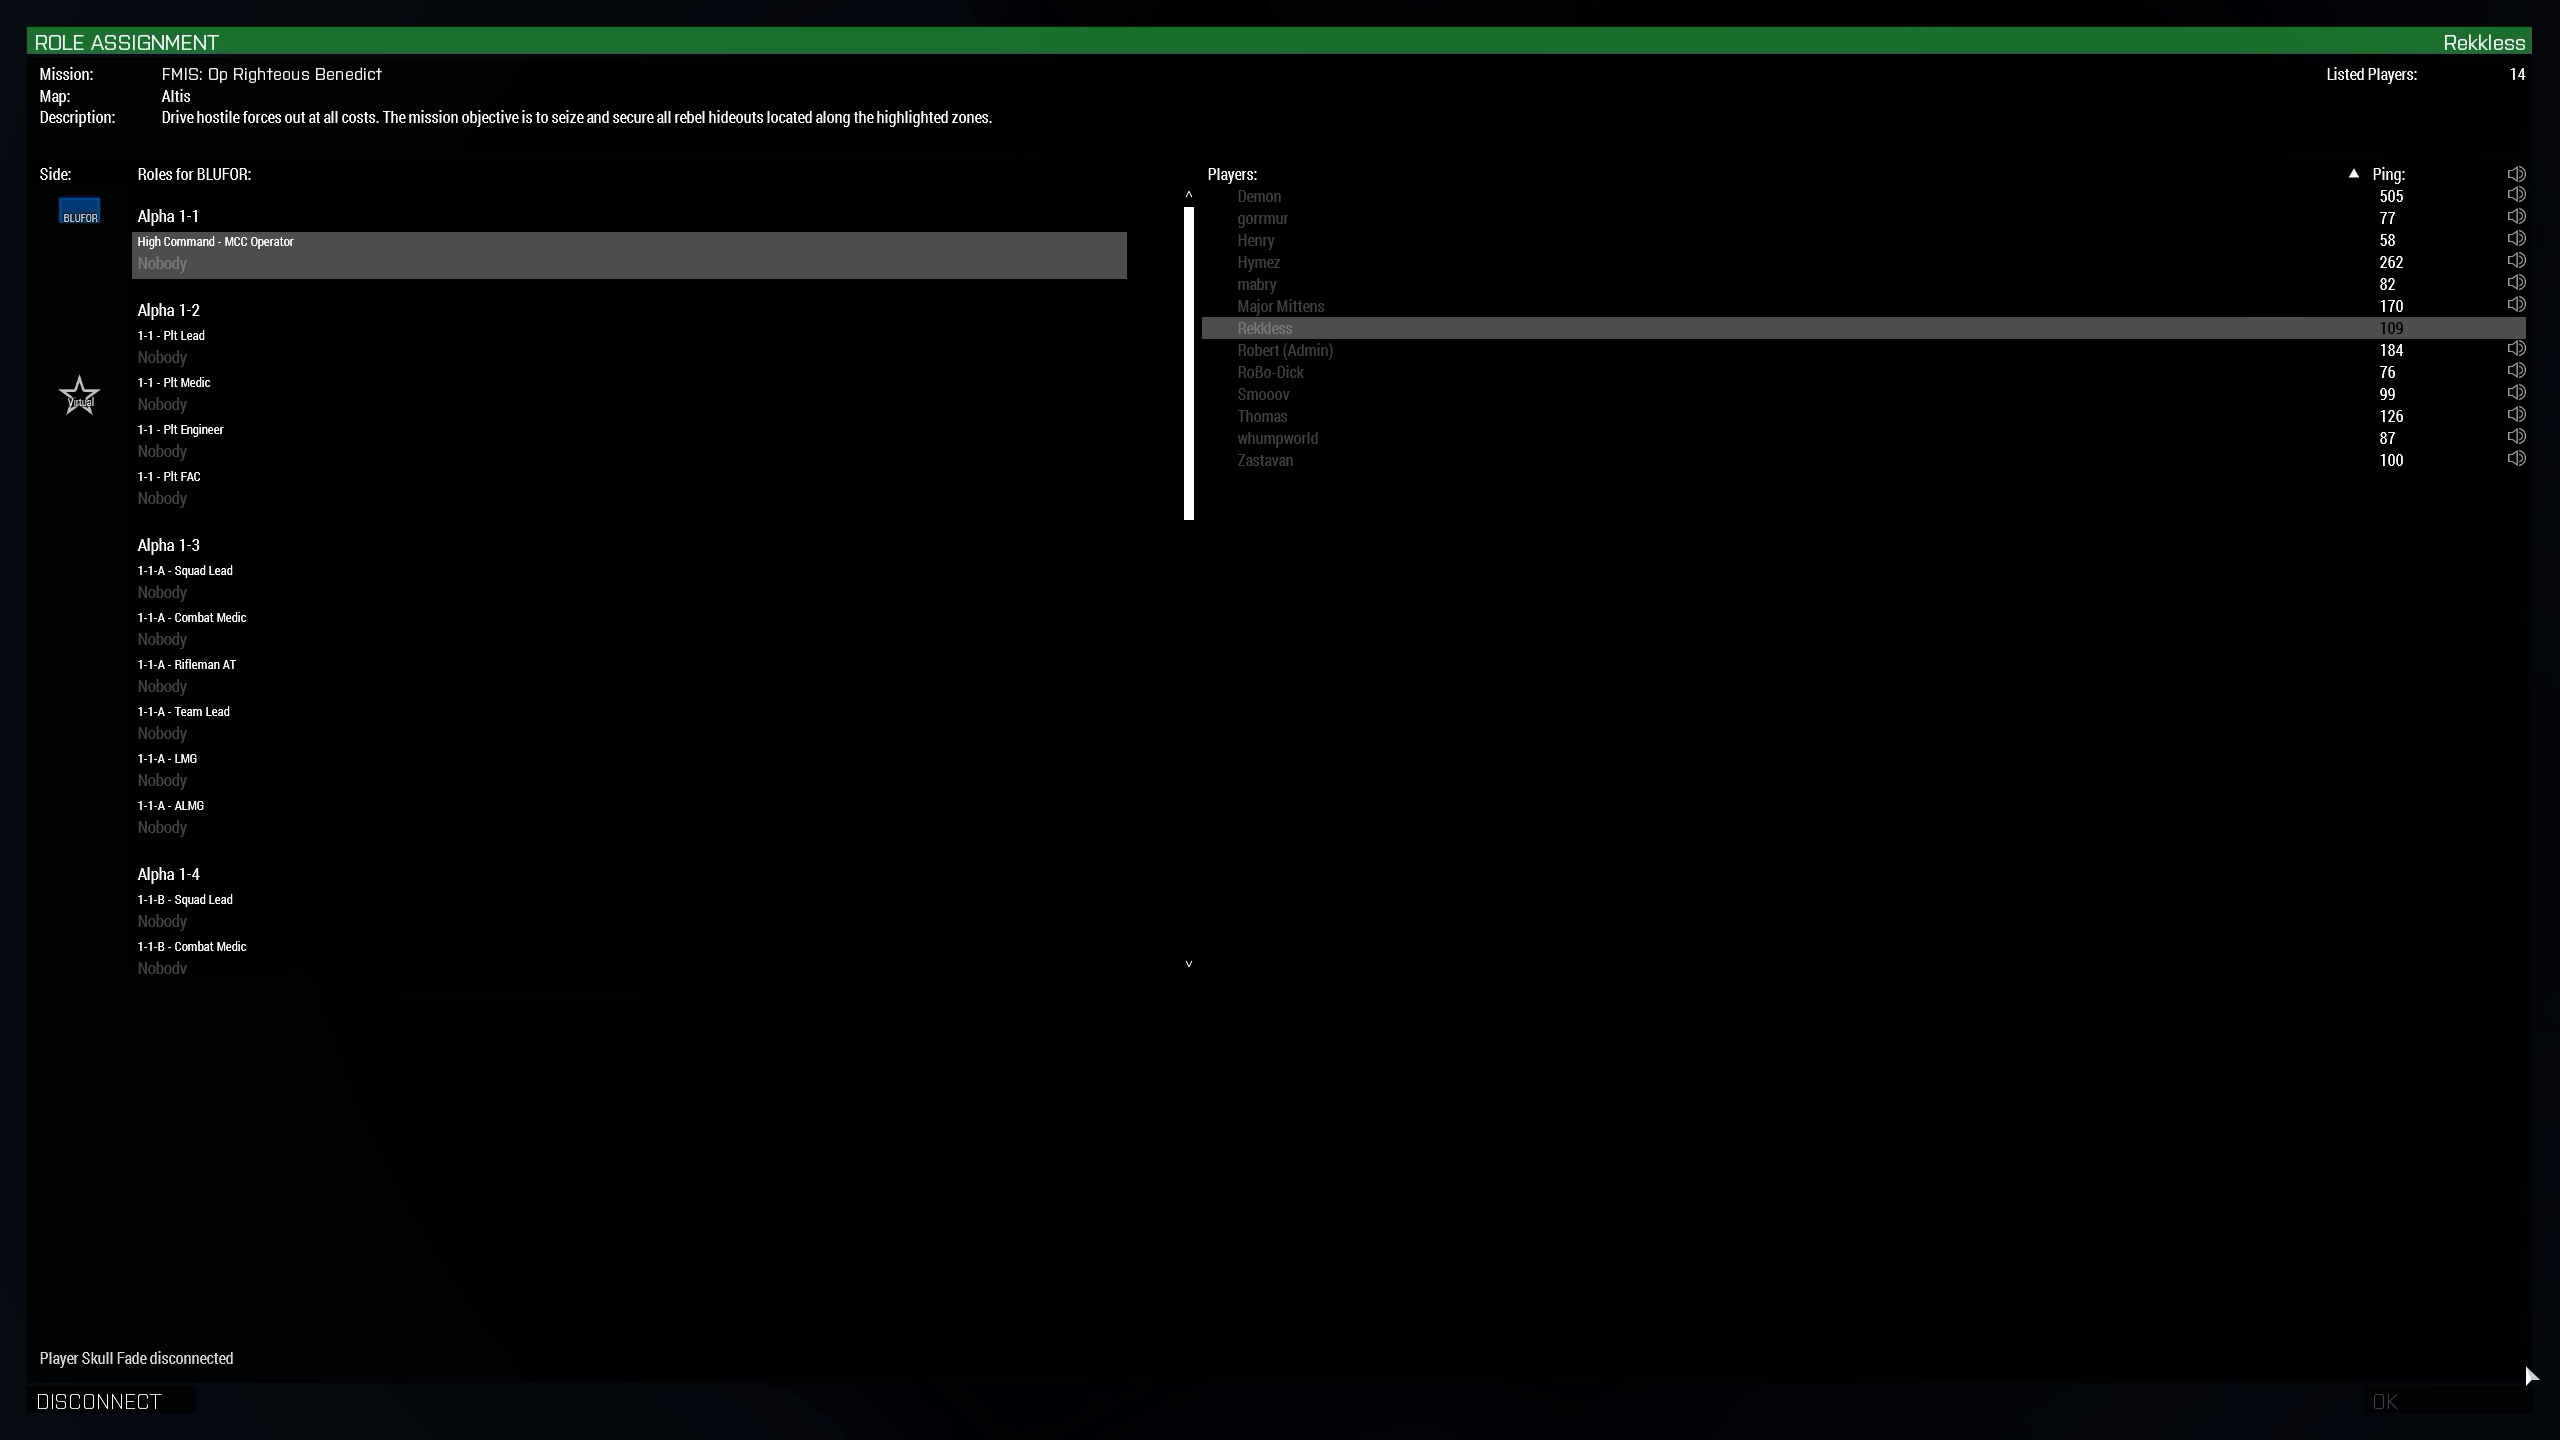 ROLE ASSIGNMENT Rekkless
Mission: FMIS: Op Righteous Benedict Listed Players: 14
Map: Altis
Description: Drive hostile forces out at all costs. The mission objective is to seize and secure all rebel hideouts located along the highlighted zones.
Side: Roles for BLUFOR: Players: Ping:
BLUFOR
Virtual
Alpha 1-1
High Command - MCC Operator
Nobody
Alpha 1-2
1-1 - Plt Lead
Nobody
1-1 - Plt Medic
Nobody
1-1 - Plt Engineer
Nobody
1-1 - Plt FAC
Nobody
Alpha 1-3
1-1-A - Squad Lead
Nobody
1-1-A - Combat Medic
Nobody
1-1-A - Rifleman AT
Nobody
1-1-A - Team Lead
Nobody
1-1-A - LMG
Nobody
1-1-A - ALMG
Nobody
Alpha 1-4
1-1-B - Squad Lead
Nobody
1-1-B - Combat Medic
Nobody
Demon 505
gorrmur 77
Henry 58
Hymez 262
mabry 82
Major Mittens 170
Rekkless 109
Robert (Admin) 184
RoBo-Dick 76
Smooov 99
Thomas 126
whumpworld 87
Zastavan 100
Player Skull Fade disconnected
DISCONNECT OK